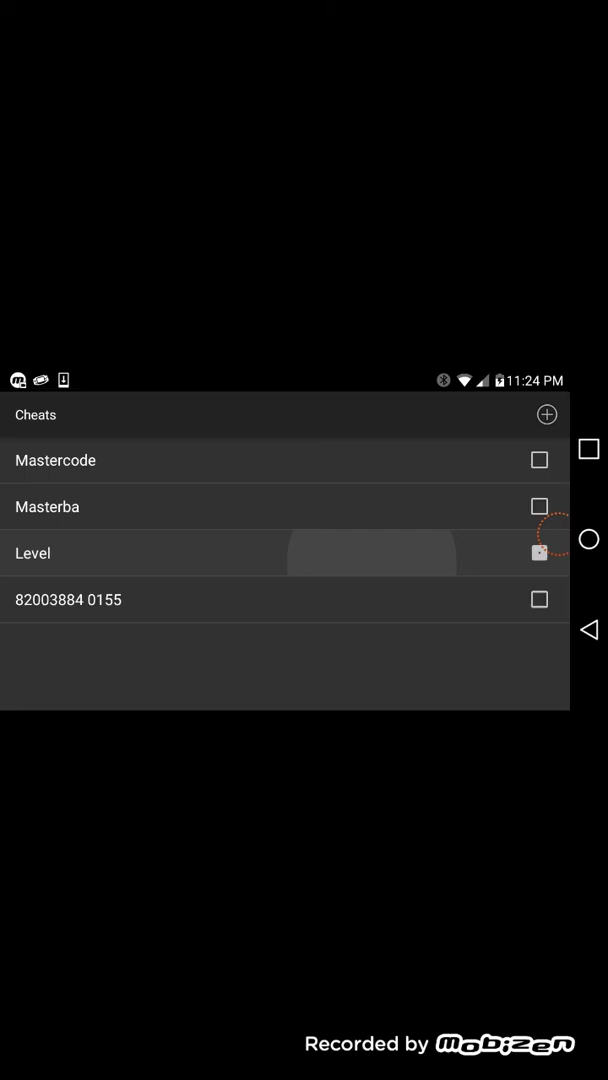 11:24 PM
Cheats
Mastercode
Masterba
Level
82003884 0155
Recorded by mobizen